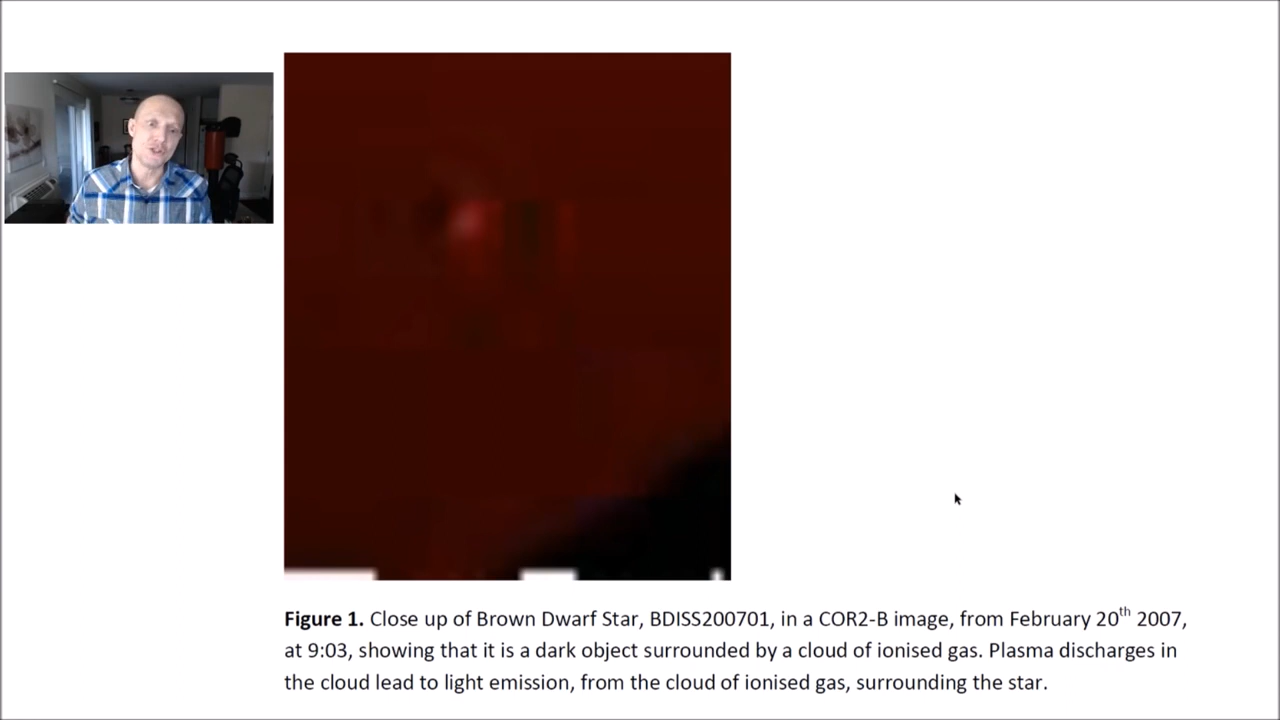 Figure 1. Close up of Brown Dwarf Star, BDISS200701, in a COR2-B image, from February 20th 2007,
at 9:03, showing that it is a dark object surrounded by a cloud of ionised gas. Plasma discharges in
the cloud lead to light emission, from the cloud of ionised gas, surrounding the star.